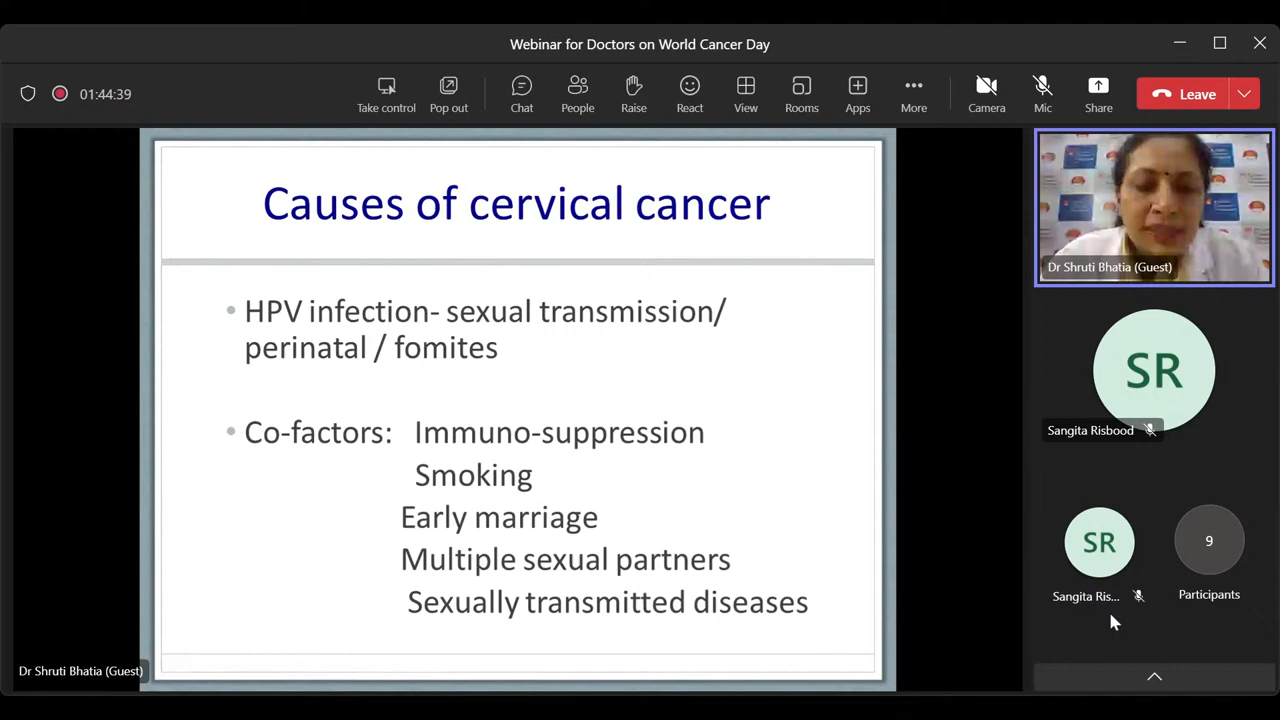 Webinar for Doctors on World Cancer Day
01:44:39
Take control
Pop out
Chat
People
Raise
React
View
Rooms
Apps
More
Camera
Mic
Share
Leave
Causes of cervical cancer
• HPV infection- sexual transmission/
perinatal / fomites
• Co-factors: Immuno-suppression
Smoking
Early marriage
Multiple sexual partners
Sexually transmitted diseases
Dr Shruti Bhatia (Guest)
Dr Shruti Bhatia (Guest)
SR
Sangita Risbood
SR
Sangita Ris...
9
Participants